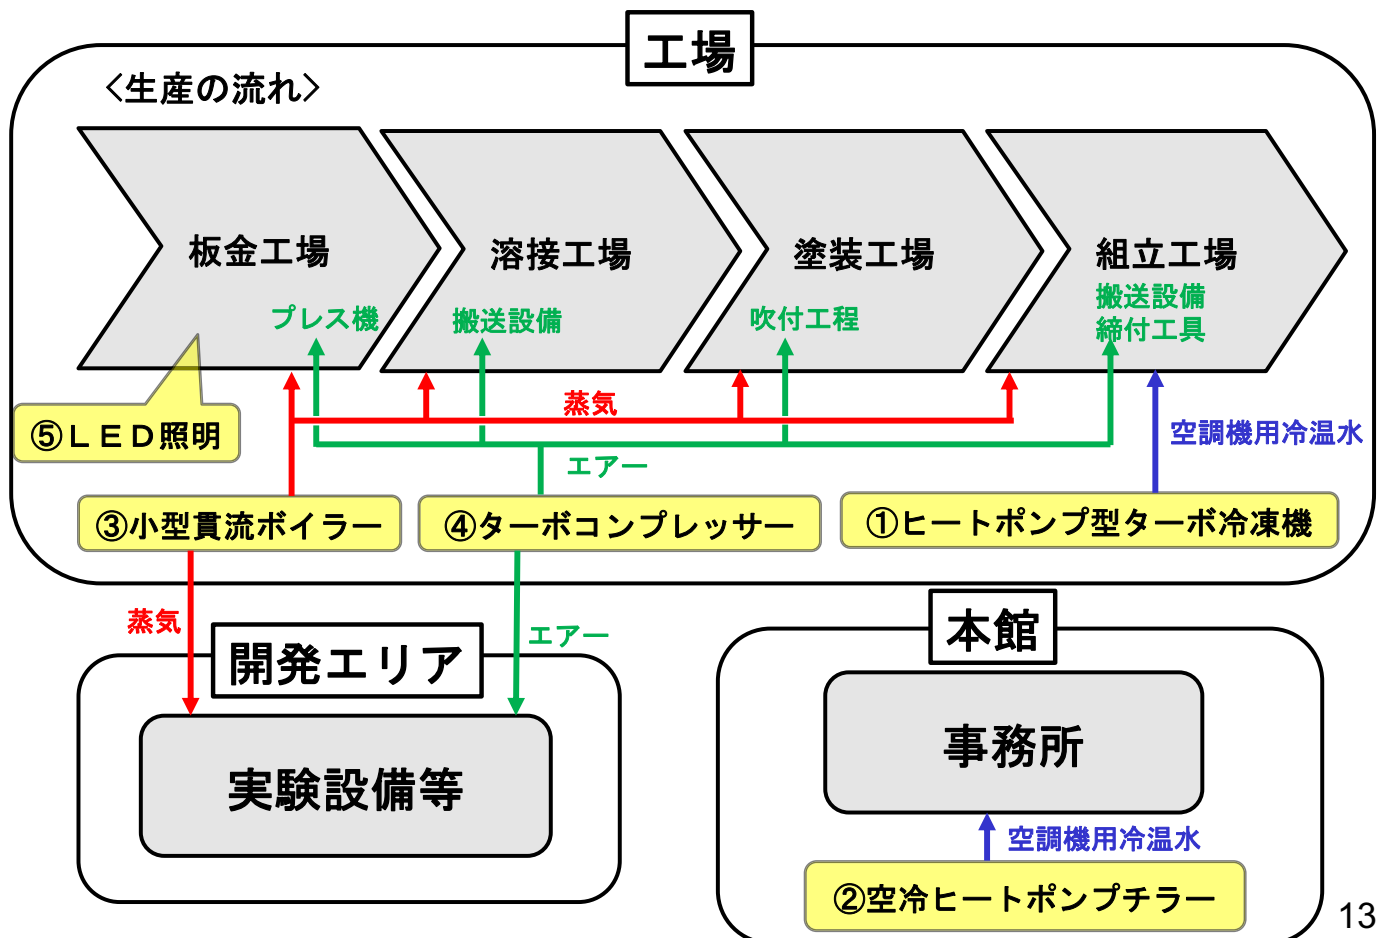 工場
<生産の流れ>
板金工場
溶接工場
塗装工場
組立工場
プレス機
搬送設備
吹付工程
搬送設備
締付工具
蒸気
⑤LED照明
空調機用冷温水
エアー
③小型貫流ボイラー
④ターボコンプレッサー
①ヒートポンプ型ターボ冷凍機
蒸気
エアー
開発エリア
実験設備等
本館
事務所
空調機用冷温水
②空冷ヒートポンプチラー
13